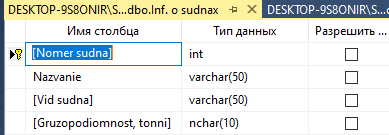 DESKTOP-9S8ONIR\S...dbo.Inf. o sudnax DESKTOP-9S8ONIR\S...
Имя столбца Тип данных Разрешить ...
[Nomer sudna] int
Nazvanie varchar(50)
[Vid sudna] varchar(50)
[Gruzopodiomnost, tonni] nchar(10)